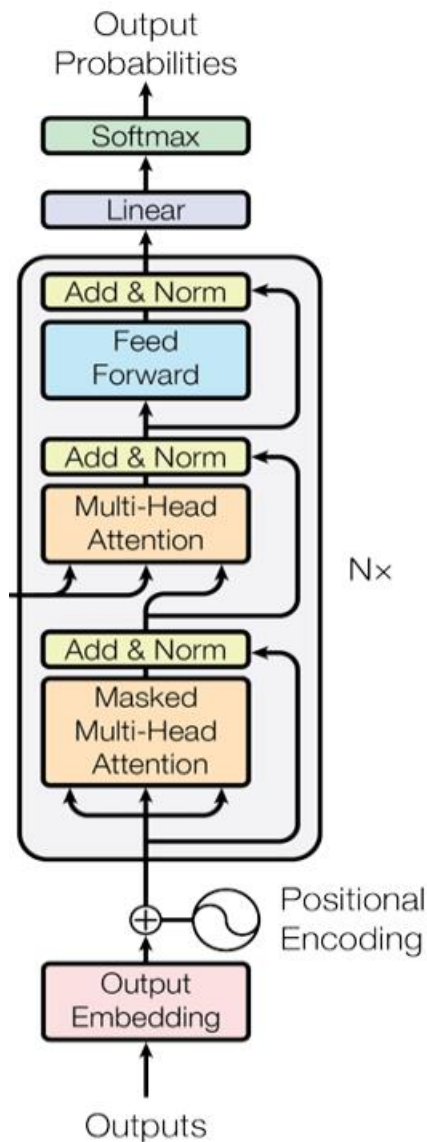 Output
Probabilities
Softmax
Linear
Add & Norm
Feed
Forward
Add & Norm
Multi-Head
Attention
N×
Add & Norm
Masked
Multi-Head
Attention
Positional
Encoding
Output
Embedding
Outputs